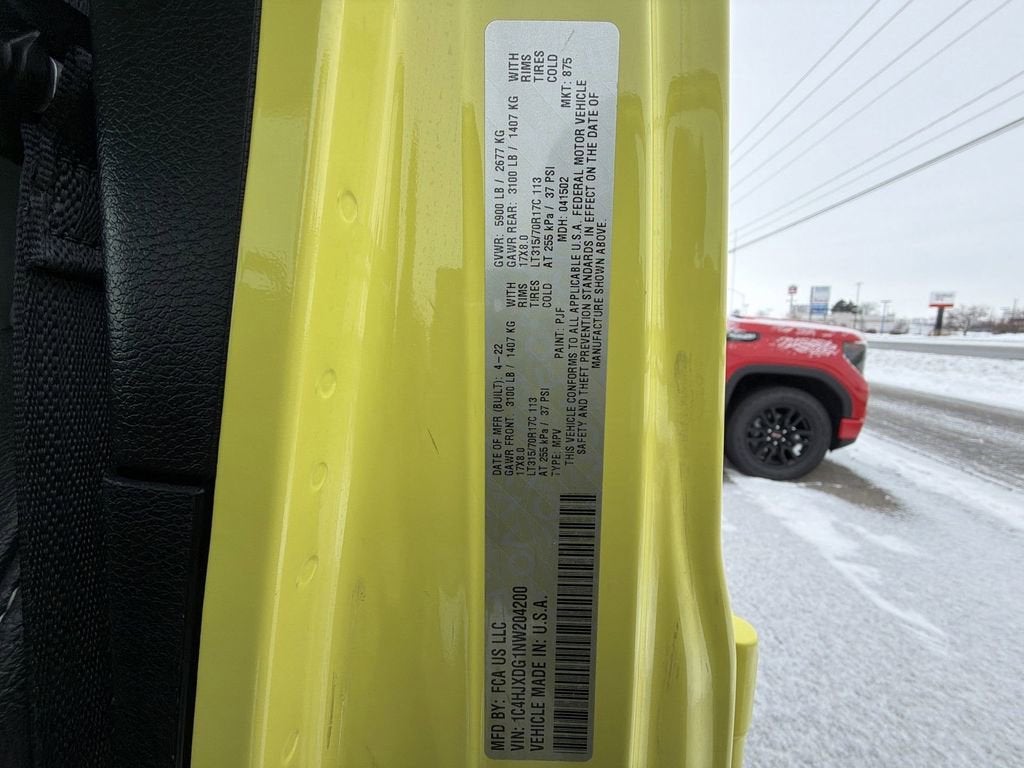 MFD BY: FCA US LLC
DATE OF MFR (BUILT): 4-22
GVWR: 5900 LB / 2677 KG
GAWR FRONT: 3100 LB / 1407 KG WITH
17X8.0 RIMS
LT315/70R17C 113 TIRES
AT 255 kPa / 37 PSI COLD
GAWR REAR: 3100 LB / 1407 KG WITH
17X8.0 RIMS
LT315/70R17C 113 TIRES
AT 255 kPa / 37 PSI COLD
TYPE: MPV PAINT: PJF MDH: 041502 MKT: 875
THIS VEHICLE CONFORMS TO ALL APPLICABLE U.S.A. FEDERAL MOTOR VEHICLE
SAFETY AND THEFT PREVENTION STANDARDS IN EFFECT ON THE DATE OF
MANUFACTURE SHOWN ABOVE.
VIN: 1C4HJXDG1NW204200
VEHICLE MADE IN: U.S.A.